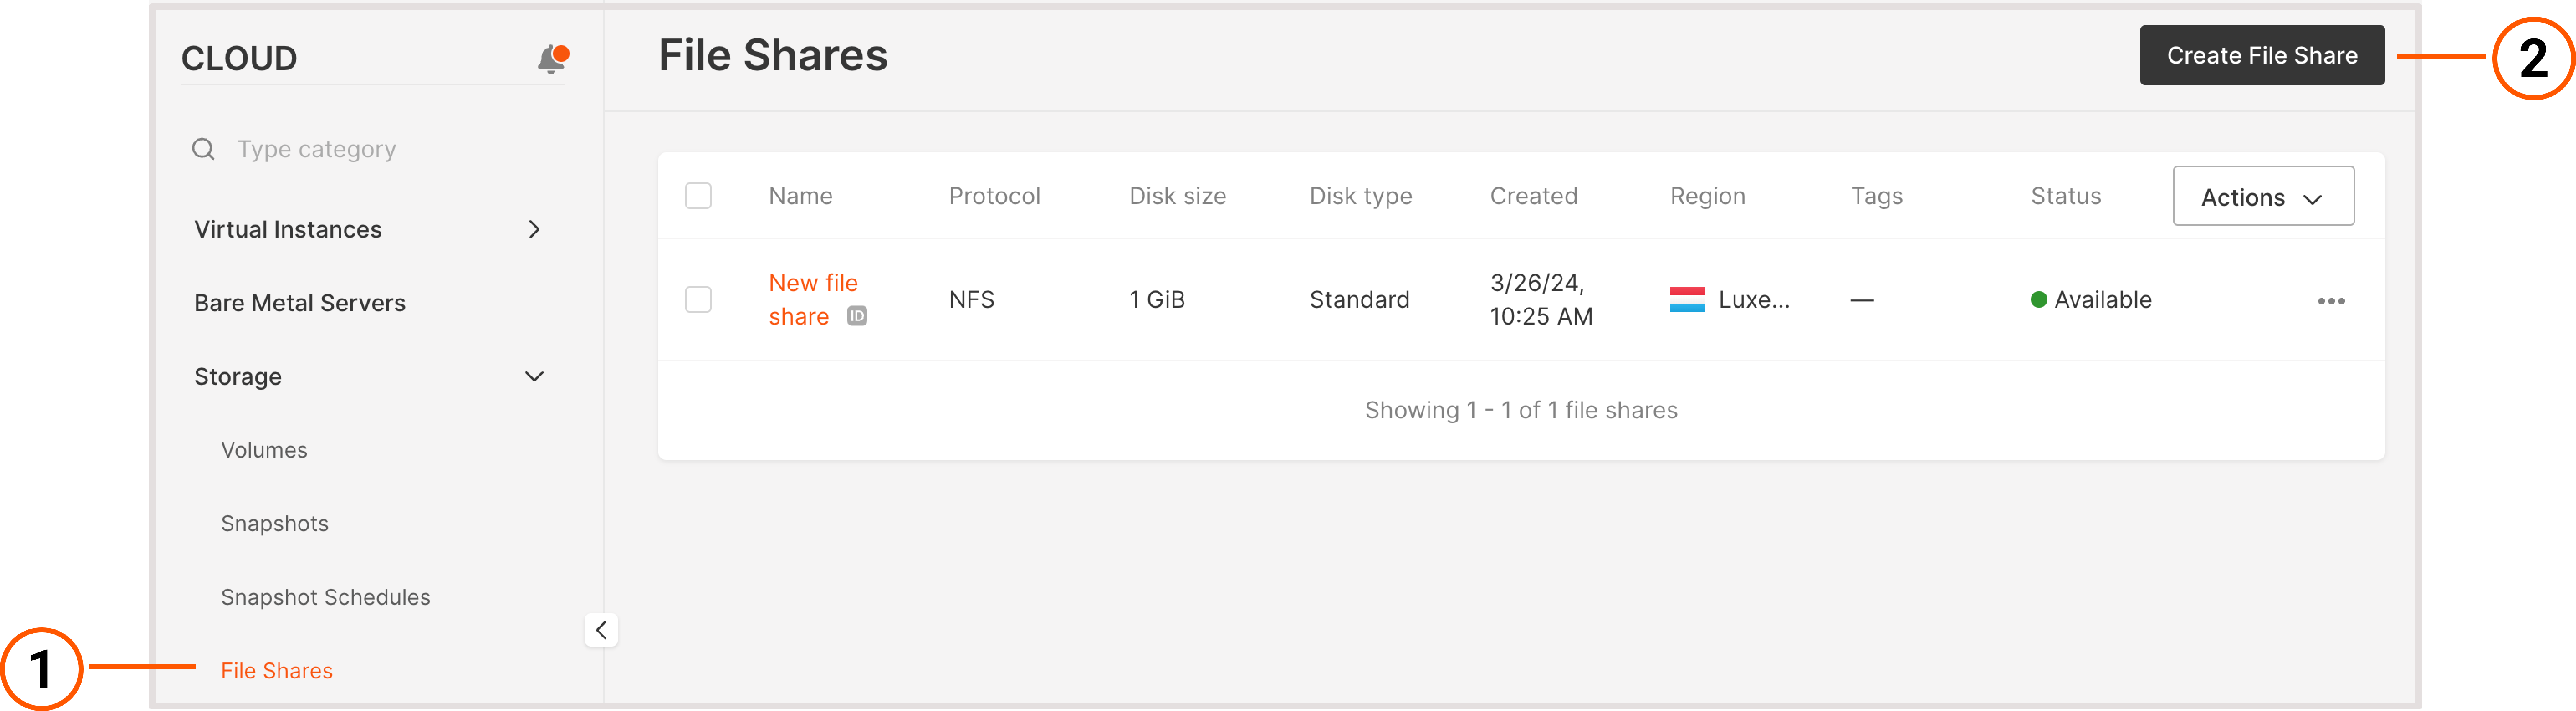 CLOUD
Type category
Virtual Instances
Bare Metal Servers
Storage
Volumes
Snapshots
Snapshot Schedules
1
File Shares
File Shares
Create File Share
2
Name Protocol Disk size Disk type Created Region Tags Status Actions
New file
share ID
NFS 1 GiB Standard
3/26/24,
10:25 AM
Luxe... — Available
Showing 1 - 1 of 1 file shares